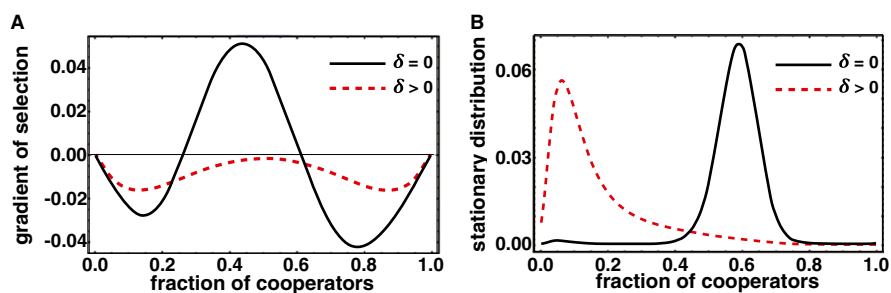 A
gradient of selection
0.04
0.02
0.00
-0.02
-0.04
δ = 0
δ > 0
0.0 0.2 0.4 0.6 0.8 1.0
fraction of cooperators
B
stationary distribution
0.06
0.03
0.00
δ = 0
δ > 0
0.0 0.2 0.4 0.6 0.8 1.0
fraction of cooperators